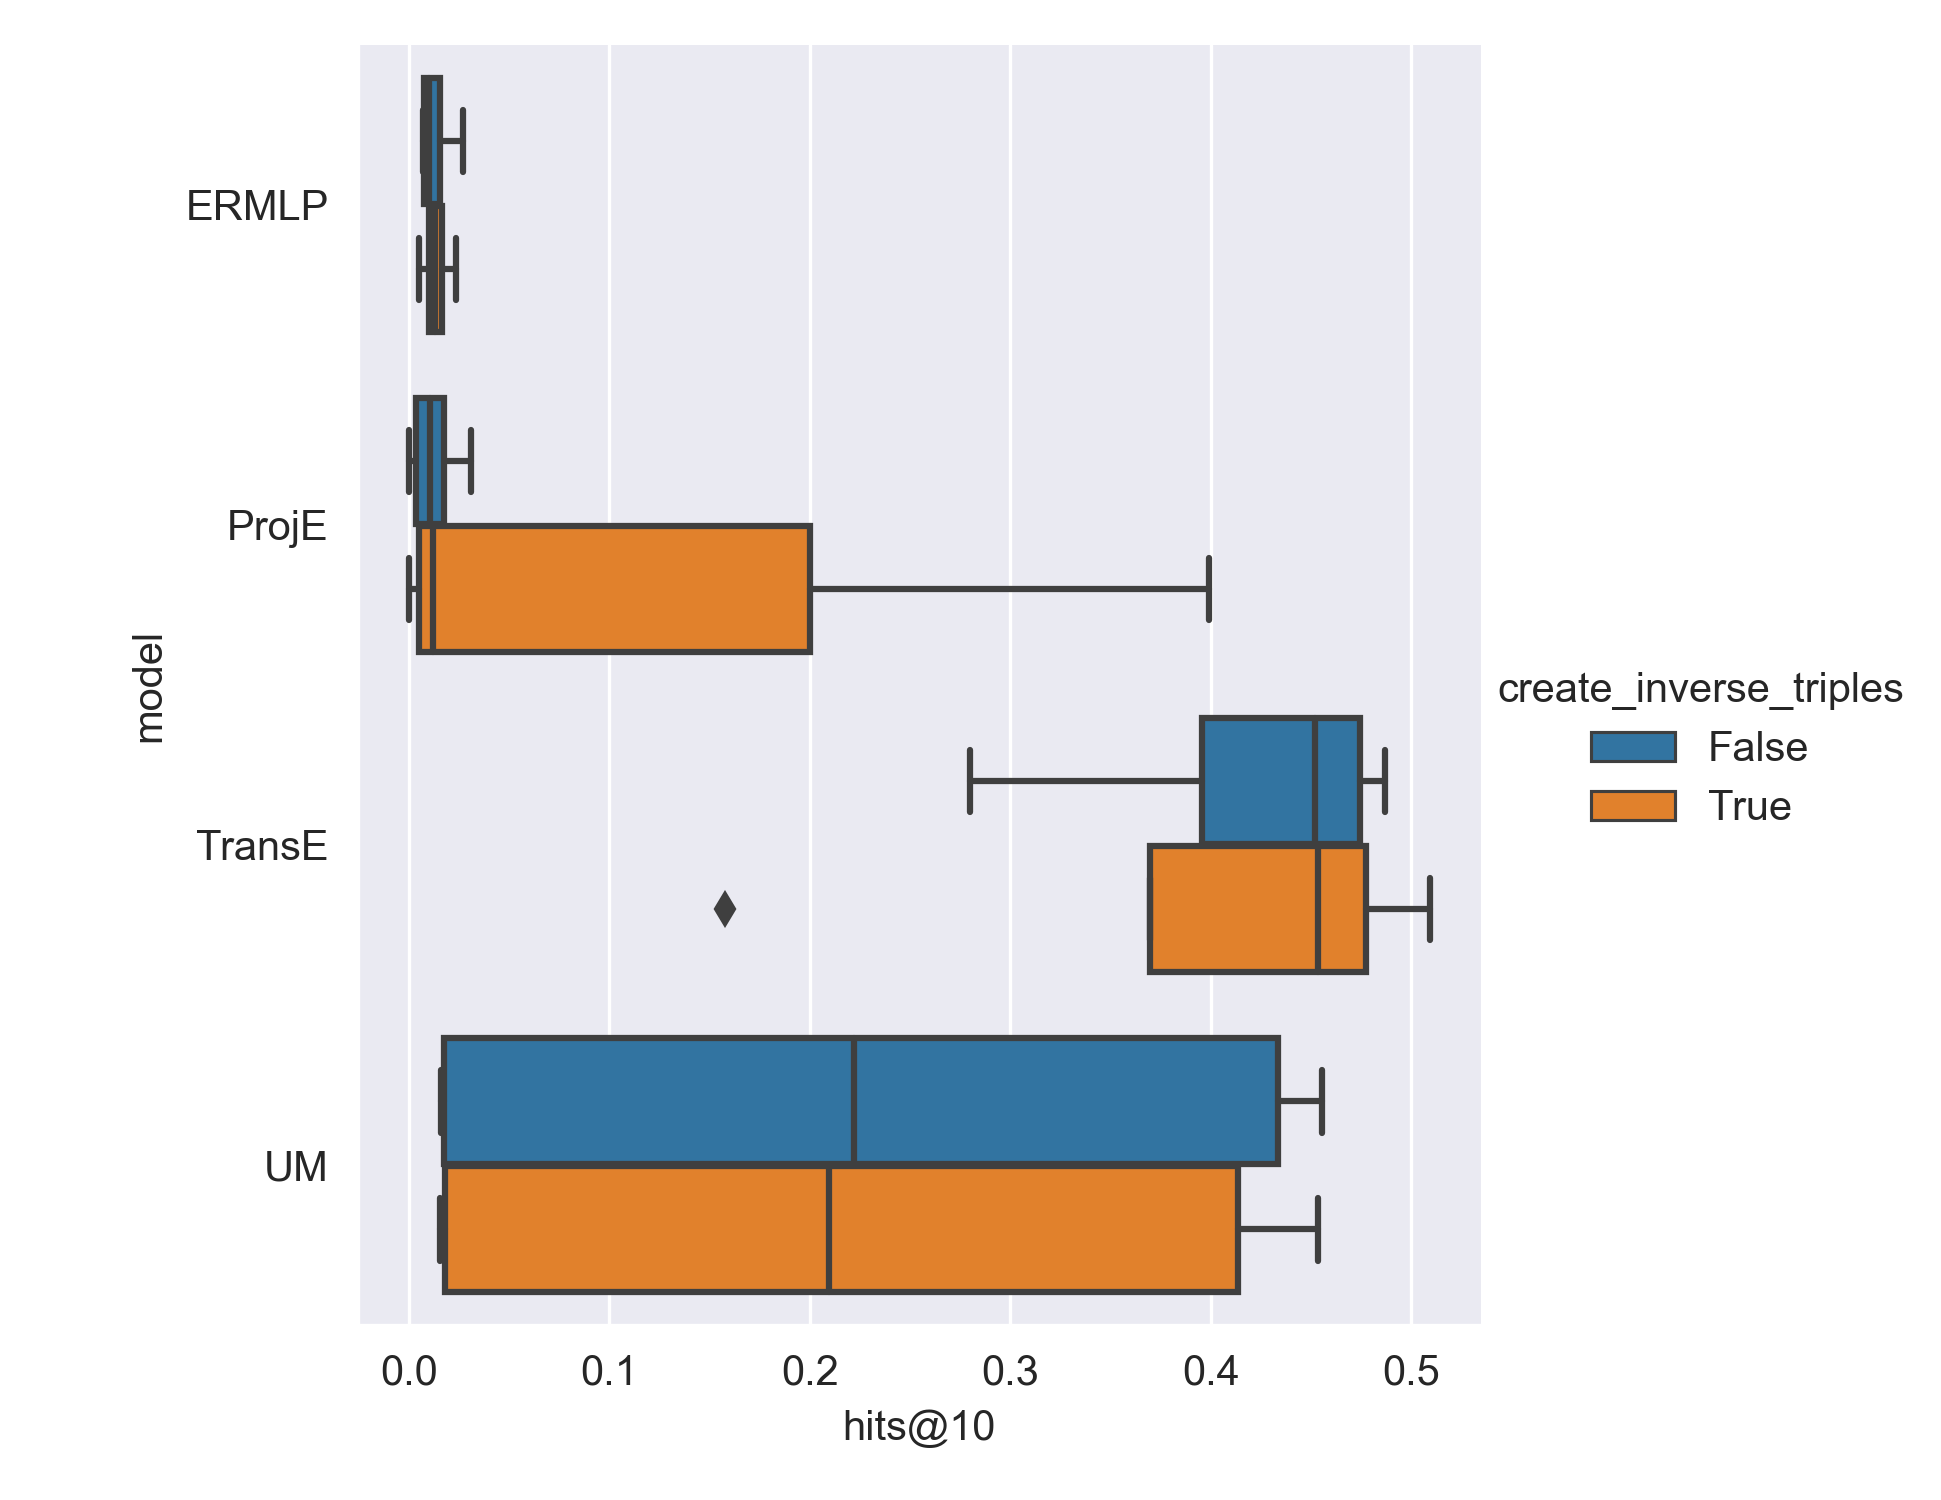 ERMLP
ProjE
TransE
UM
model
0.0 0.1 0.2 0.3 0.4 0.5
hits@10
create_inverse_triples
False
True